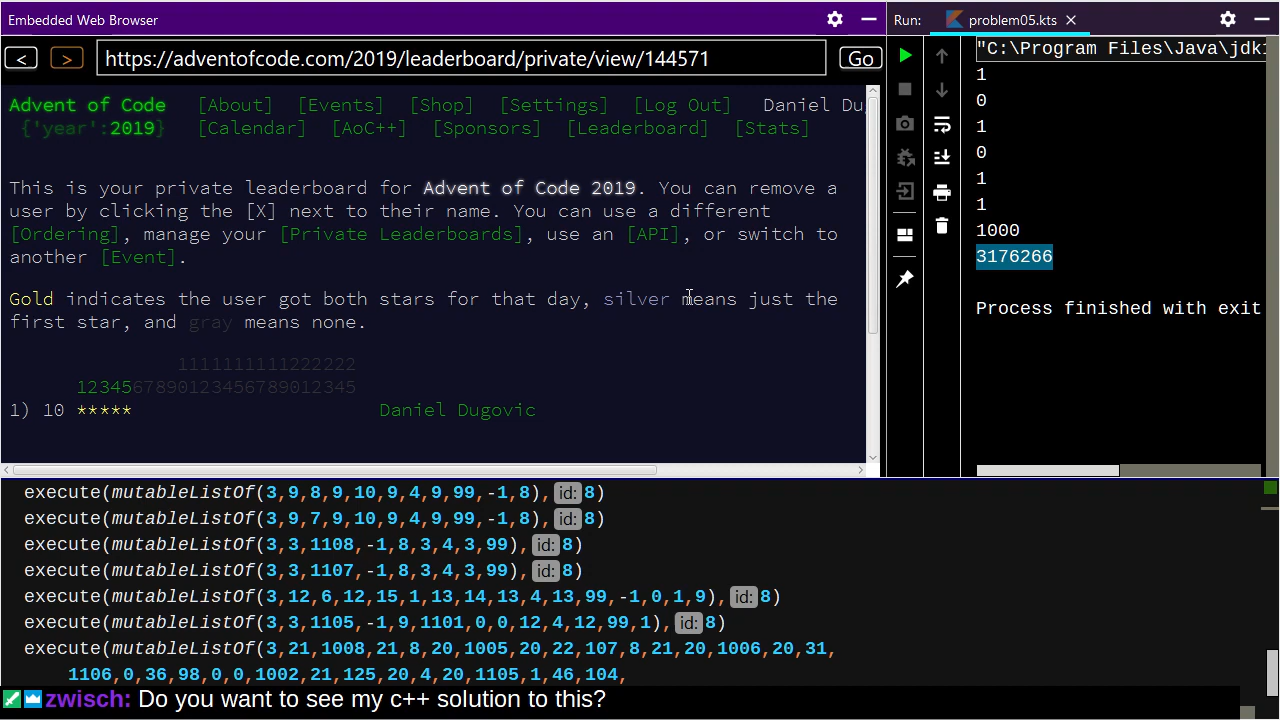 Embedded Web Browser
< > https://adventofcode.com/2019/leaderboard/private/view/144571 Go
Advent of Code [About] [Events] [Shop] [Settings] [Log Out] Daniel Du
{'year':2019} [Calendar] [AoC++] [Sponsors] [Leaderboard] [Stats]
This is your private leaderboard for Advent of Code 2019. You can remove a
user by clicking the [X] next to their name. You can use a different
[Ordering], manage your [Private Leaderboards], use an [API], or switch to
another [Event].
Gold indicates the user got both stars for that day, silver means just the
first star, and gray means none.
1111111111222222
1234567890123456789012345
1) 10 ***** Daniel Dugovic
Run: problem05.kts
"C:\Program Files\Java\jdk
1
0
1
0
1
1
1000
3176266
Process finished with exit
execute(mutableListOf(3,9,8,9,10,9,4,9,99,-1,8), id: 8)
execute(mutableListOf(3,9,7,9,10,9,4,9,99,-1,8), id: 8)
execute(mutableListOf(3,3,1108,-1,8,3,4,3,99), id: 8)
execute(mutableListOf(3,3,1107,-1,8,3,4,3,99), id: 8)
execute(mutableListOf(3,12,6,12,15,1,13,14,13,4,13,99,-1,0,1,9), id: 8)
execute(mutableListOf(3,3,1105,-1,9,1101,0,0,12,4,12,99,1), id: 8)
execute(mutableListOf(3,21,1008,21,8,20,1005,20,22,107,8,21,20,1006,20,31,
1106,0,36,98,0,0,1002,21,125,20,4,20,1105,1,46,104,
zwisch: Do you want to see my c++ solution to this?